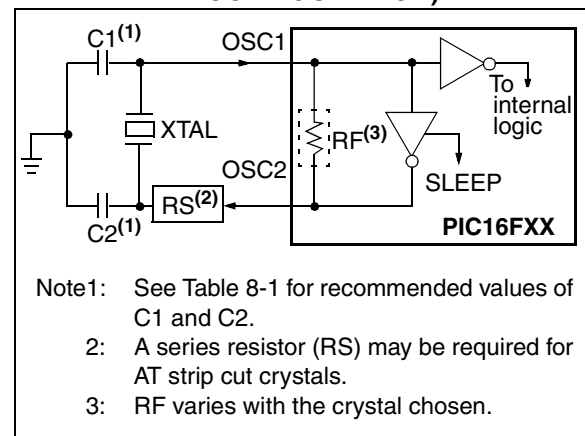 C1(1)
OSC1
To
internal
logic
XTAL
RF(3)
OSC2
SLEEP
RS(2)
C2(1)
PIC16FXX
Note1: See Table 8-1 for recommended values of
C1 and C2.
2: A series resistor (RS) may be required for
AT strip cut crystals.
3: RF varies with the crystal chosen.